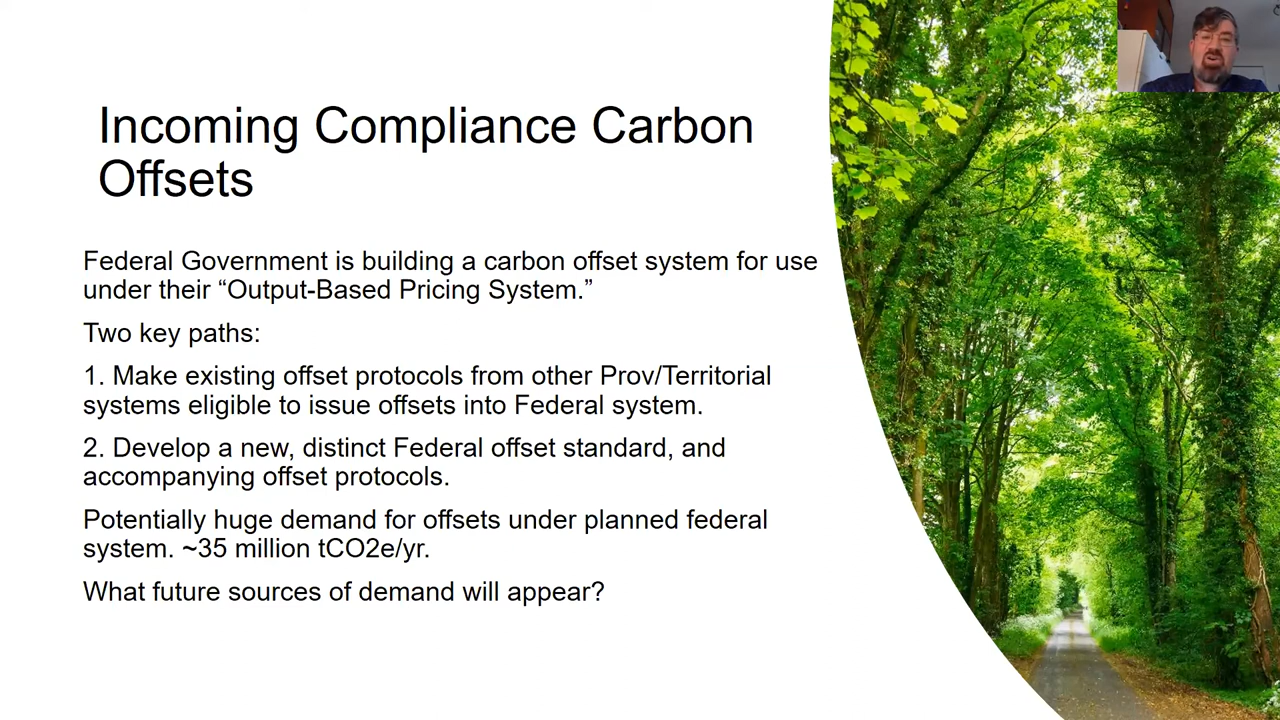 Incoming Compliance Carbon
Offsets
Federal Government is building a carbon offset system for use
under their “Output-Based Pricing System.”
Two key paths:
1. Make existing offset protocols from other Prov/Territorial
systems eligible to issue offsets into Federal system.
2. Develop a new, distinct Federal offset standard, and
accompanying offset protocols.
Potentially huge demand for offsets under planned federal
system. ~35 million tCO2e/yr.
What future sources of demand will appear?